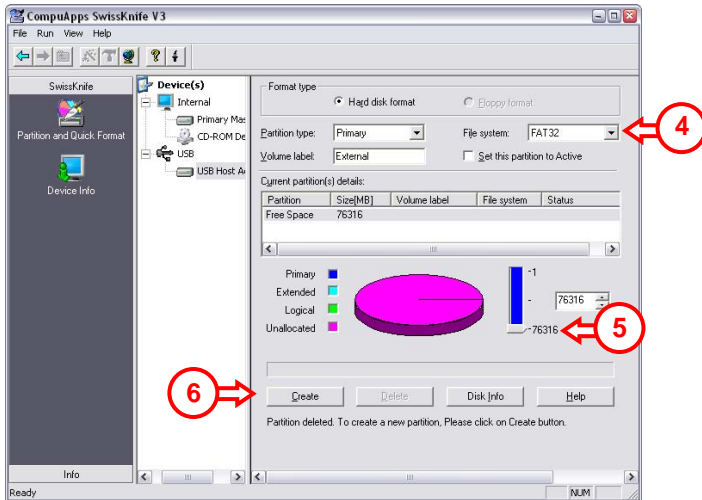 CompuApps SwissKnife V3
File Run View Help
SwissKnife
Partition and Quick Format
Device Info
Info
Device(s)
Internal
Primary Mas
CD-ROM De
USB
USB Host A
Format type
Hard disk format
Floppy format
Partition type: Primary
File system: FAT32
4
Volume label: External
Set this partition to Active
Current partition(s) details:
Partition Size[MB] Volume label File system Status
Free Space 76316
Primary
Extended
Logical
Unallocated
-1
-
76316
-76316
5
6
Create Delete Disk Info Help
Partition deleted. To create a new partition, Please click on Create button.
Ready NUM